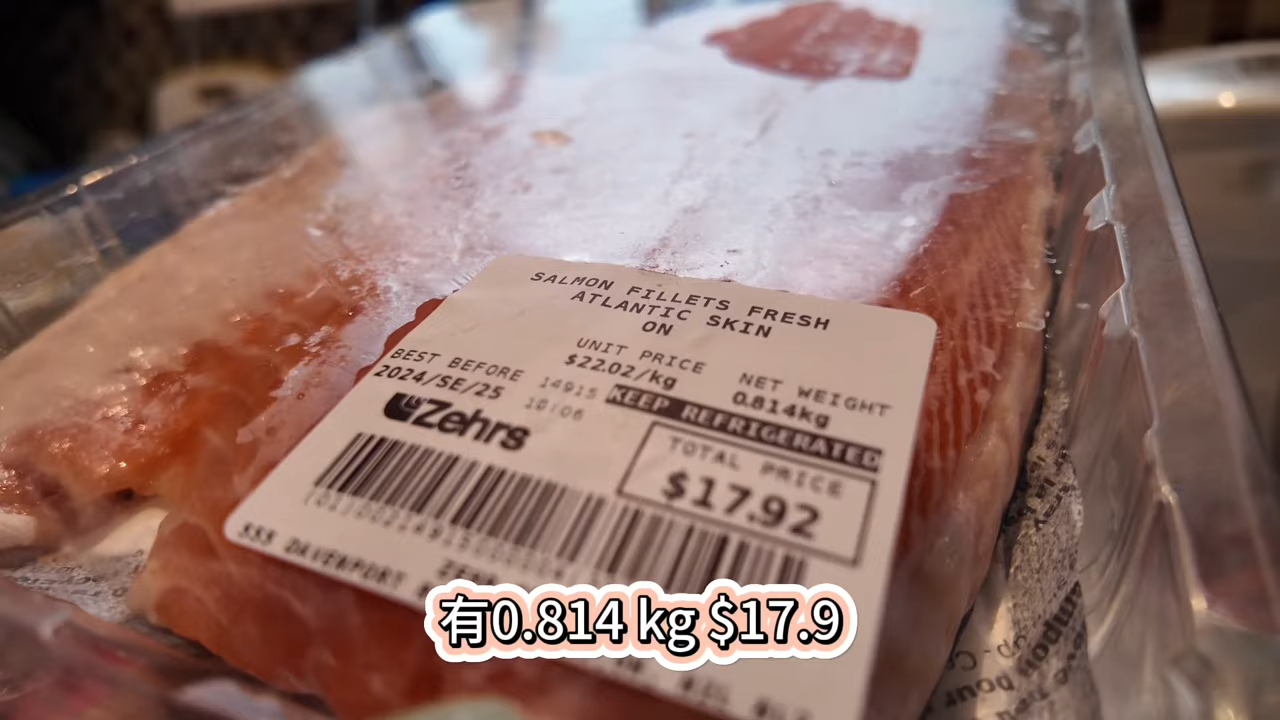 SALMON FILLETS FRESH
ATLANTIC SKIN
ON
UNIT PRICE
$22.02/kg
NET WEIGHT
0.814kg
BEST BEFORE
2024/SE/25
14915
10/06
KEEP REFRIGERATED
Zehrs
TOTAL PRICE
$17.92
555 DAVENPORT
有0.814 kg $17.9